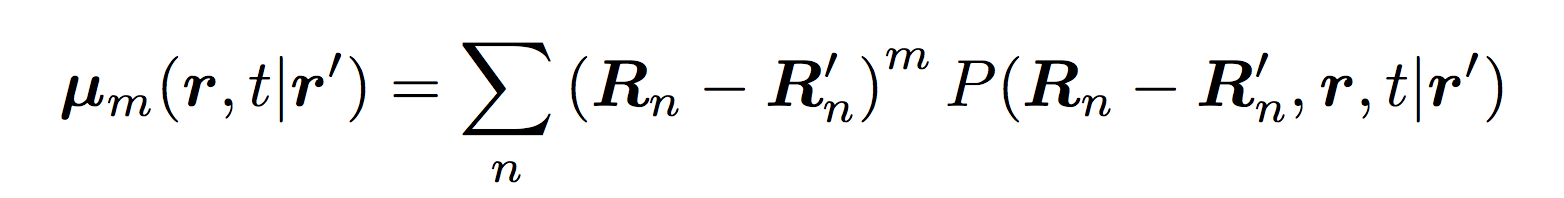 μ_m(r, t|r′) = ∑_n (R_n − R′_n)^m P(R_n − R′_n, r, t|r′)